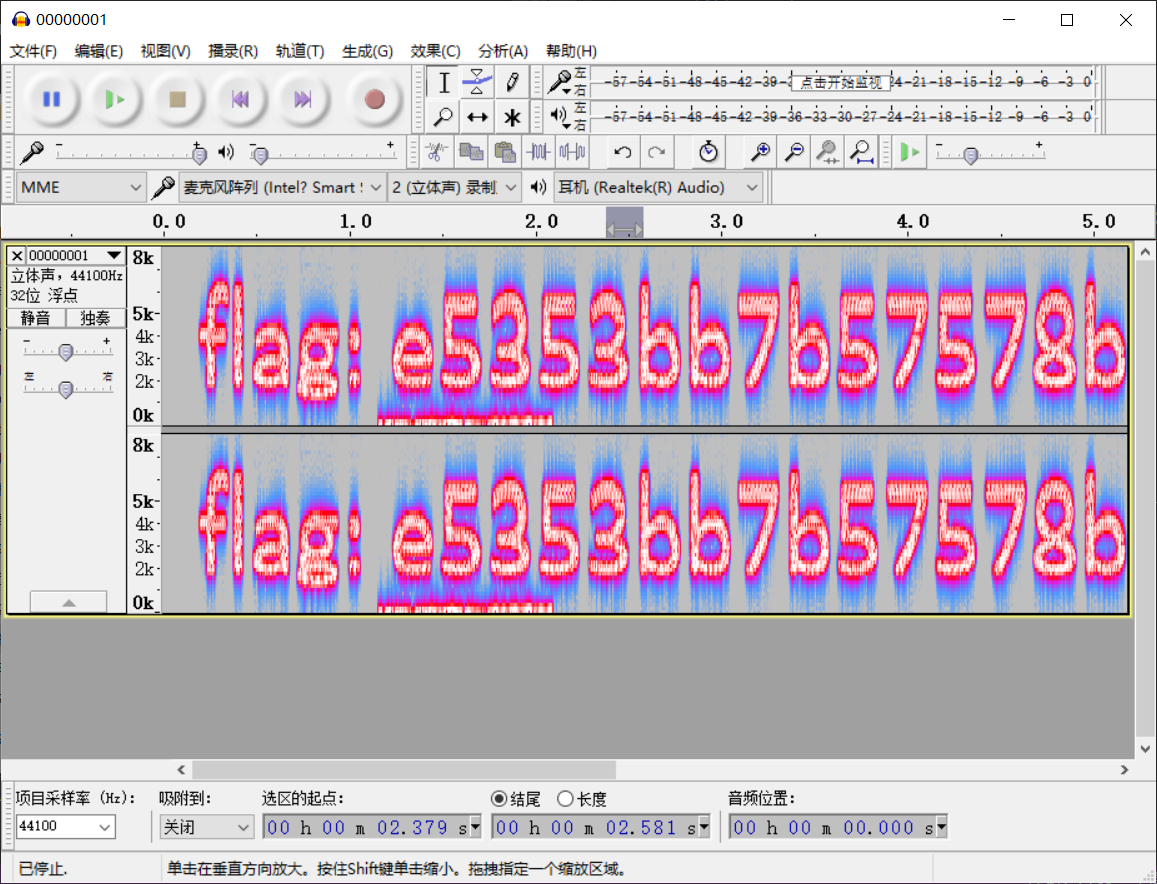 00000001
文件(F) 编辑(E) 视图(V) 播录(R) 轨道(T) 生成(G) 效果(C) 分析(A) 帮助(H)
左 右 -57 -54 -51 -48 -45 -42 -39 点击开始监视 24 -21 -18 -15 -12 -9 -6 -3 0
左 右 -57 -54 -51 -48 -45 -42 -39 -36 -33 -30 -27 -24 -21 -18 -15 -12 -9 -6 -3 0
- + - + - +
MME 麦克风阵列 (Intel? Smart 2 (立体声) 录制 耳机 (Realtek(R) Audio)
0.0 1.0 2.0 3.0 4.0 5.0
00000001
立体声，44100Hz
32位 浮点
静音 独奏
- +
左 右
8k
5k
4k
3k
2k
0k
flag: e5353bb7b57578b
8k
5k
4k
3k
2k
0k
flag: e5353bb7b57578b
项目采样率 (Hz): 吸附到: 选区的起点: 结尾 长度 音频位置:
44100 关闭 00 h 00 m 02.379 s 00 h 00 m 02.581 s 00 h 00 m 00.000 s
已停止. 单击在垂直方向放大。按住Shift键单击缩小。拖拽指定一个缩放区域。